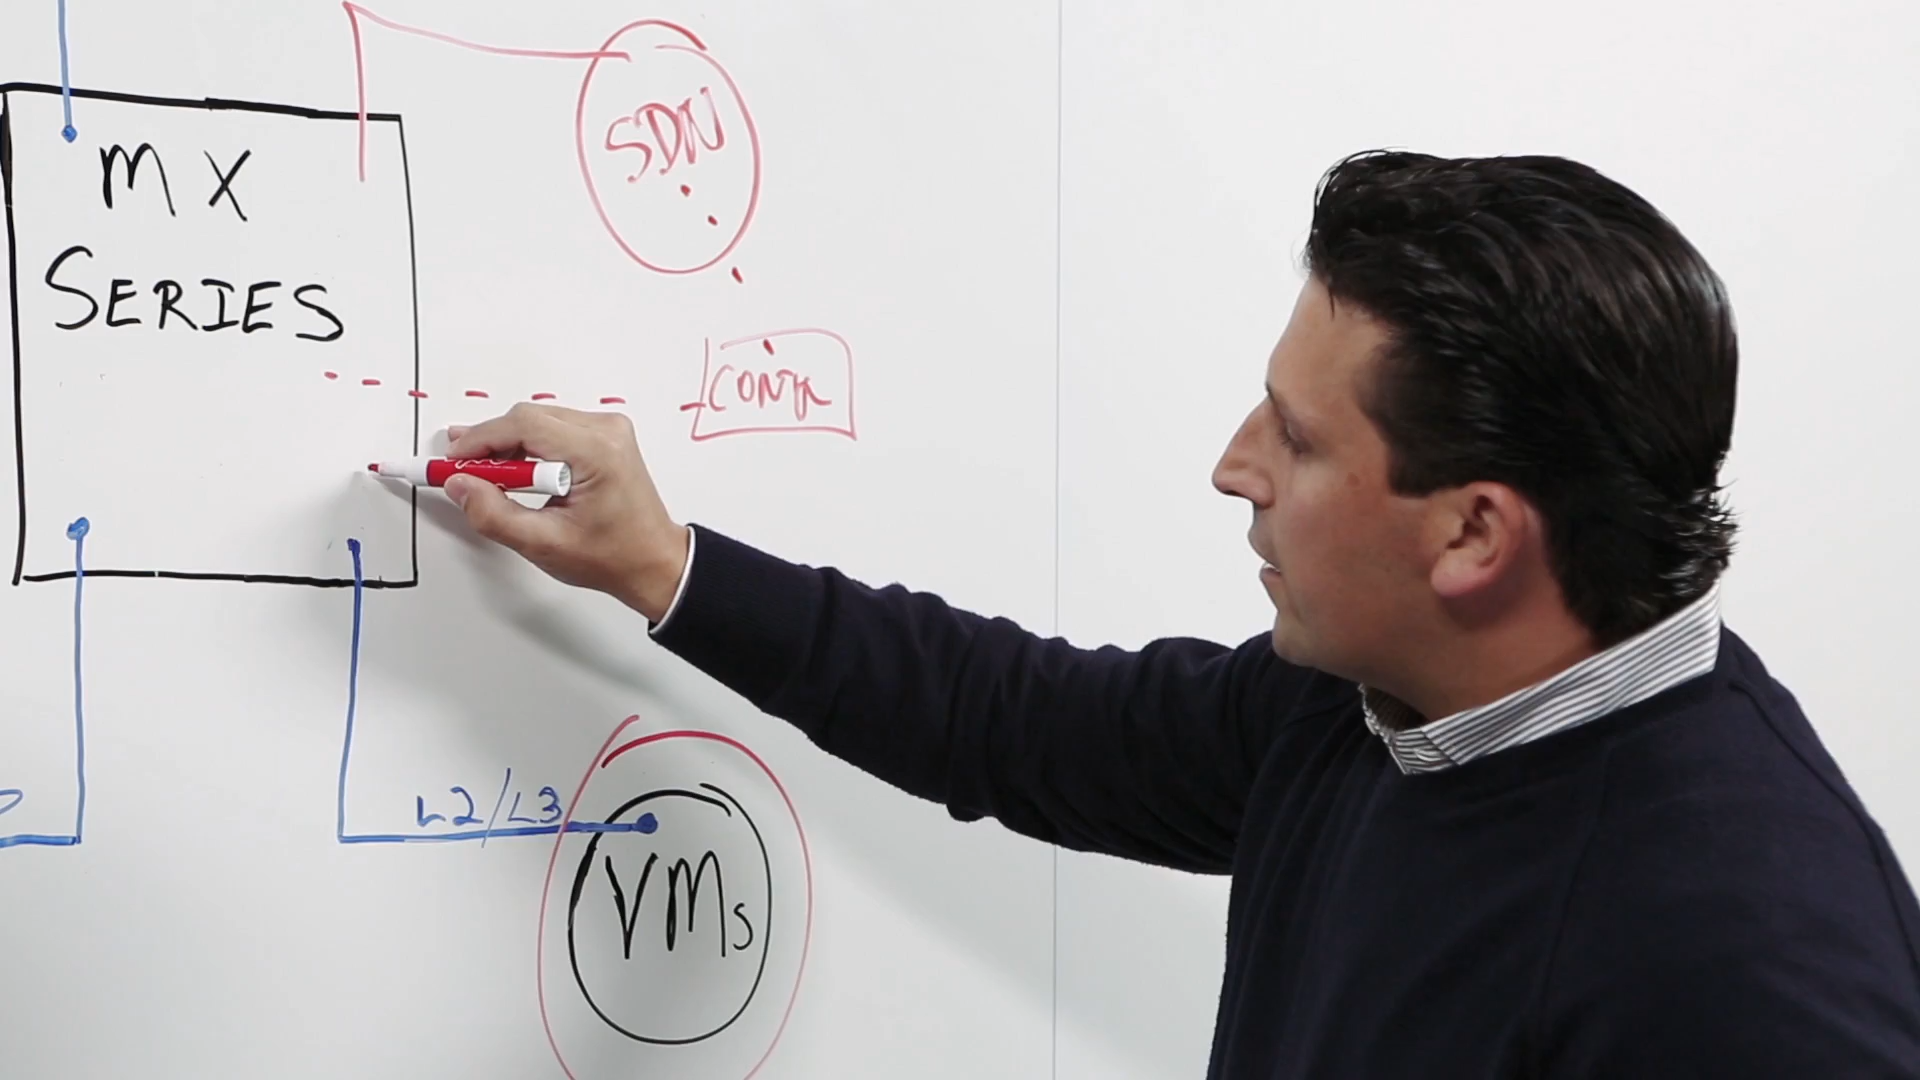 MX
SERIES
SDN
CONTR
L2/L3
VMs